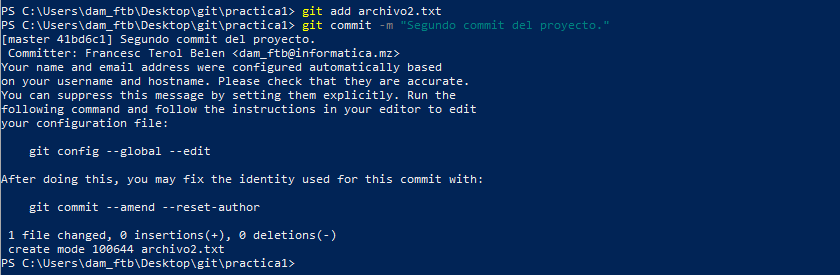 PS C:\Users\dam_ftb\Desktop\git\practica1> git add archivo2.txt
PS C:\Users\dam_ftb\Desktop\git\practica1> git commit -m "Segundo commit del proyecto."
[master 41bd6c1] Segundo commit del proyecto.
 Committer: Francesc Terol Belen <dam_ftb@informatica.mz>
Your name and email address were configured automatically based
on your username and hostname. Please check that they are accurate.
You can suppress this message by setting them explicitly. Run the
following command and follow the instructions in your editor to edit
your configuration file:

    git config --global --edit

After doing this, you may fix the identity used for this commit with:

    git commit --amend --reset-author

 1 file changed, 0 insertions(+), 0 deletions(-)
 create mode 100644 archivo2.txt
PS C:\Users\dam_ftb\Desktop\git\practica1>